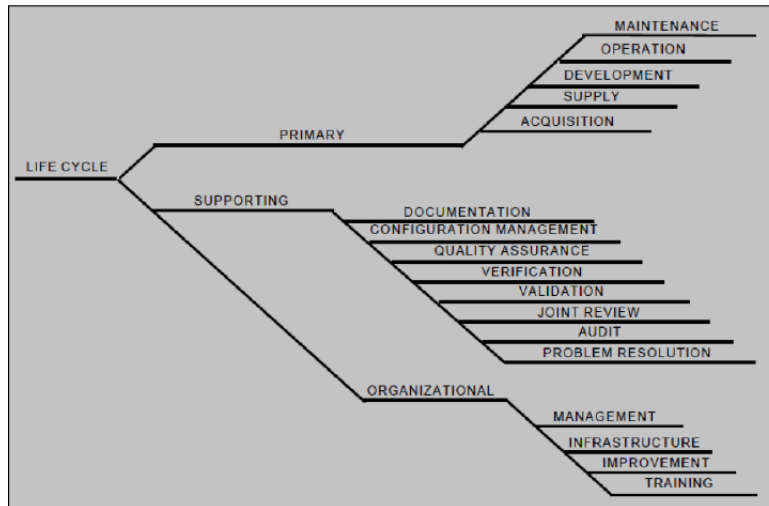 MAINTENANCE
OPERATION
DEVELOPMENT
SUPPLY
ACQUISITION
PRIMARY
LIFE CYCLE
SUPPORTING
DOCUMENTATION
CONFIGURATION MANAGEMENT
QUALITY ASSURANCE
VERIFICATION
VALIDATION
JOINT REVIEW
AUDIT
PROBLEM RESOLUTION
ORGANIZATIONAL
MANAGEMENT
INFRASTRUCTURE
IMPROVEMENT
TRAINING